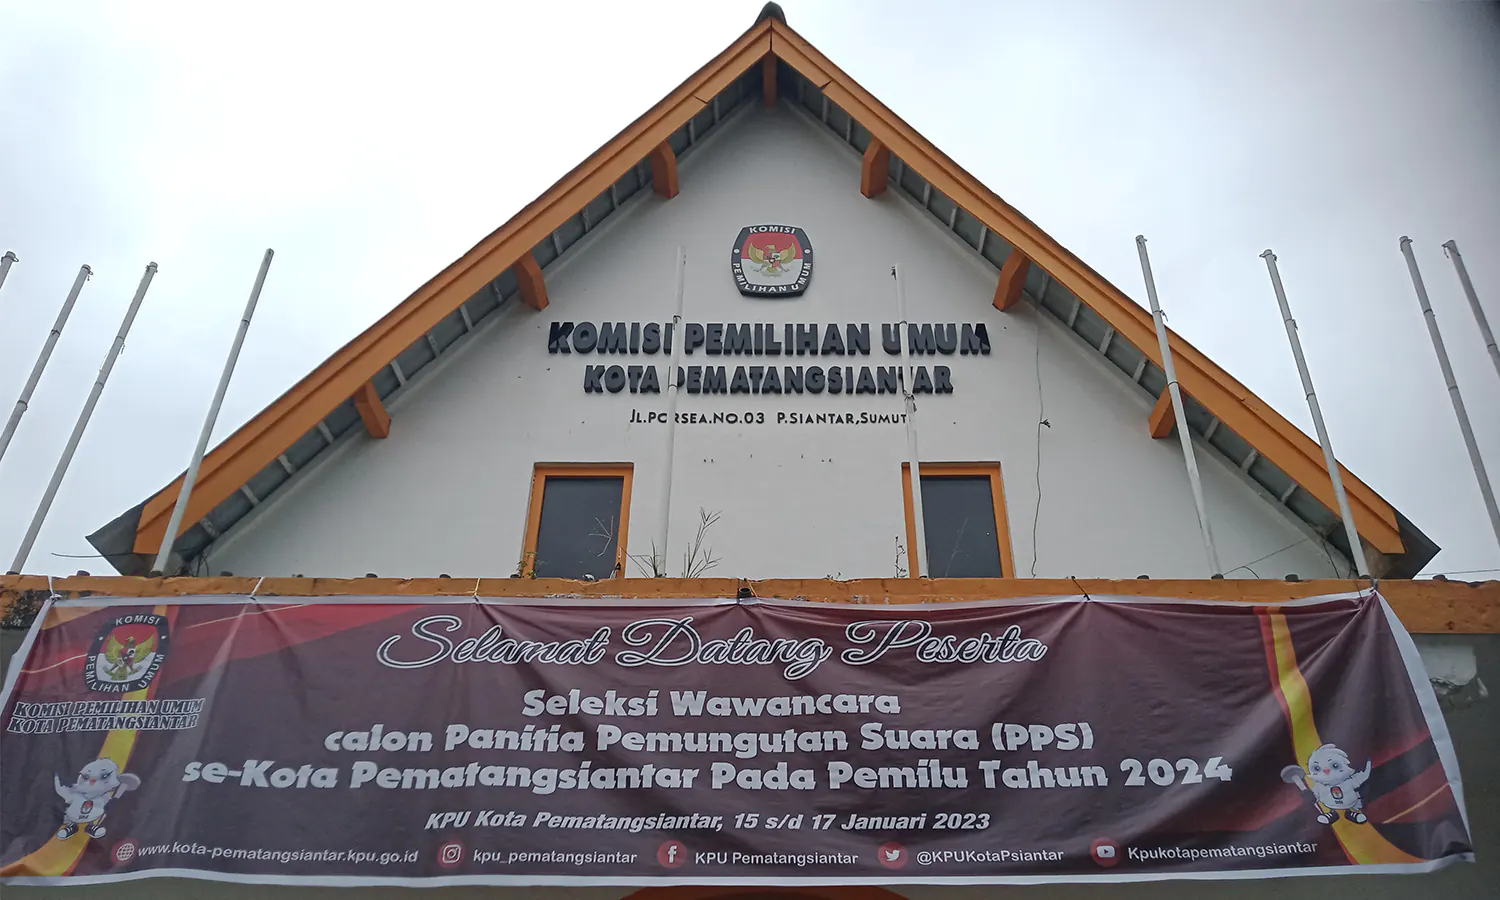 KOMISI
PEMILIHAN UMUM
KOMISI PEMILIHAN UMUM
KOTA PEMATANGSIANTAR
JL.PORSEA.NO.03 P.SIANTAR,SUMUT
KOMISI
PEMILIHAN UMUM
KOMISI PEMILIHAN UMUM
KOTA PEMATANGSIANTAR
Selamat Datang Peserta
Seleksi Wawancara
calon Panitia Pemungutan Suara (PPS)
se-Kota Pematangsiantar Pada Pemilu Tahun 2024
KPU Kota Pematangsiantar, 15 s/d 17 Januari 2023
www.kota-pematangsiantar.kpu.go.id kpu_pematangsiantar KPU Pematangsiantar @KPUKotaPsiantar Kpukotapematangsiantar